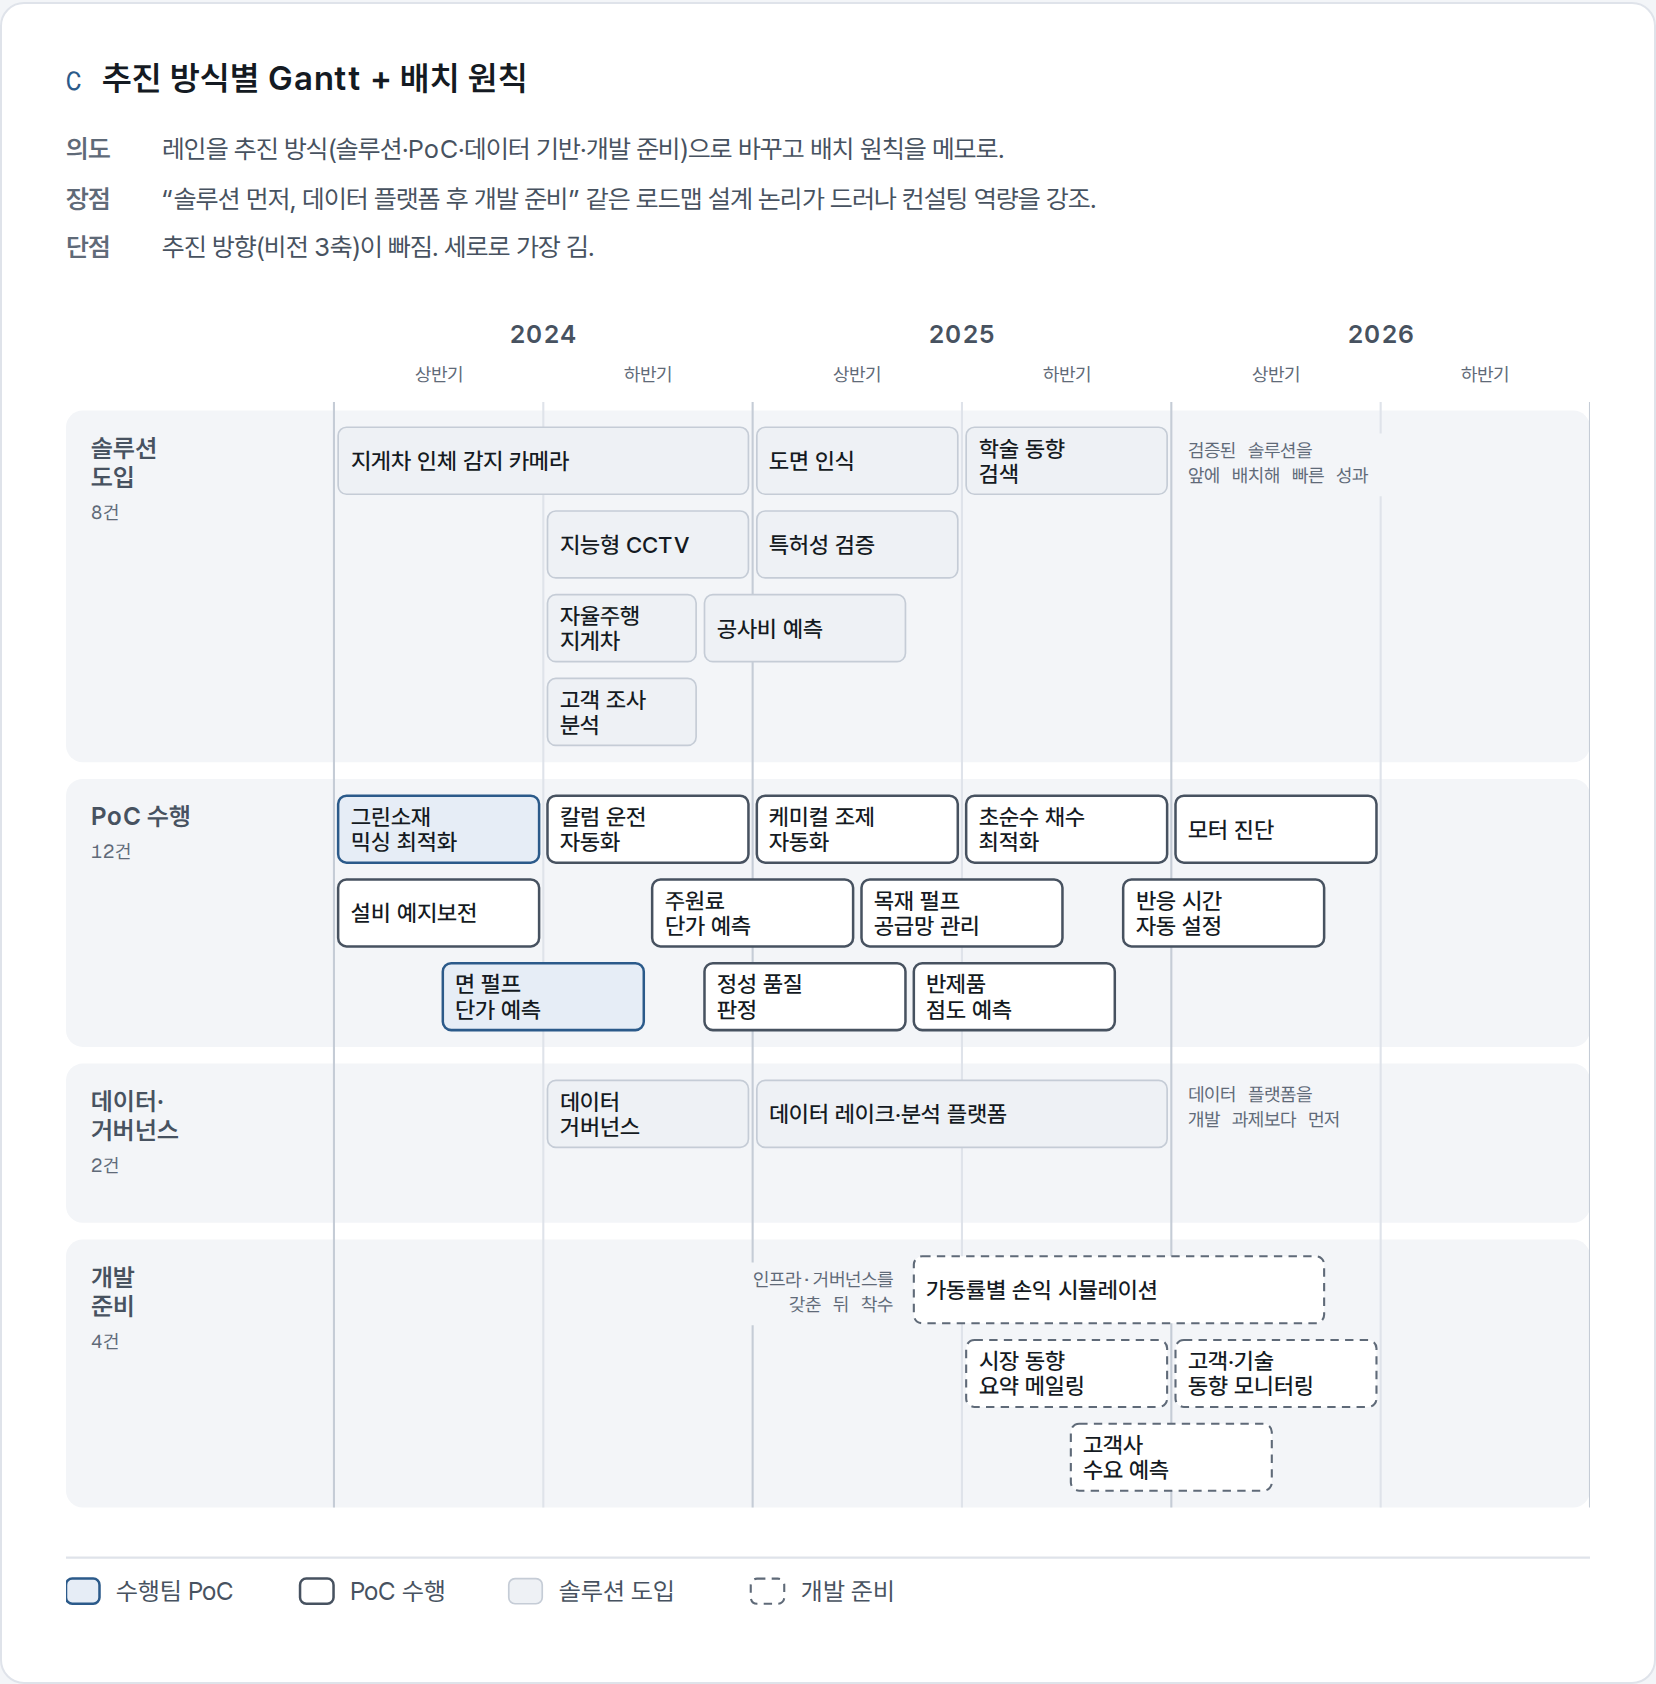 C 추진 방식별 Gantt + 배치 원칙
의도 레인을 추진 방식(솔루션·PoC·데이터 기반·개발 준비)으로 바꾸고 배치 원칙을 메모로.
장점 “솔루션 먼저, 데이터 플랫폼 후 개발 준비” 같은 로드맵 설계 논리가 드러나 컨설팅 역량을 강조.
단점 추진 방향(비전 3축)이 빠짐. 세로로 가장 김.
2024 2025 2026
상반기 하반기 상반기 하반기 상반기 하반기
솔루션
도입
8건
지게차 인체 감지 카메라
도면 인식
학술 동향
검색
검증된 솔루션을
앞에 배치해 빠른 성과
지능형 CCTV
특허성 검증
자율주행
지게차
공사비 예측
고객 조사
분석
PoC 수행
12건
그린소재
믹싱 최적화
칼럼 운전
자동화
케미컬 조제
자동화
초순수 채수
최적화
모터 진단
설비 예지보전
주원료
단가 예측
목재 펄프
공급망 관리
반응 시간
자동 설정
면 펄프
단가 예측
정성 품질
판정
반제품
점도 예측
데이터·
거버넌스
2건
데이터
거버넌스
데이터 레이크·분석 플랫폼
데이터 플랫폼을
개발 과제보다 먼저
개발
준비
4건
인프라·거버넌스를
갖춘 뒤 착수
가동률별 손익 시뮬레이션
시장 동향
요약 메일링
고객·기술
동향 모니터링
고객사
수요 예측
수행팀 PoC PoC 수행 솔루션 도입 개발 준비